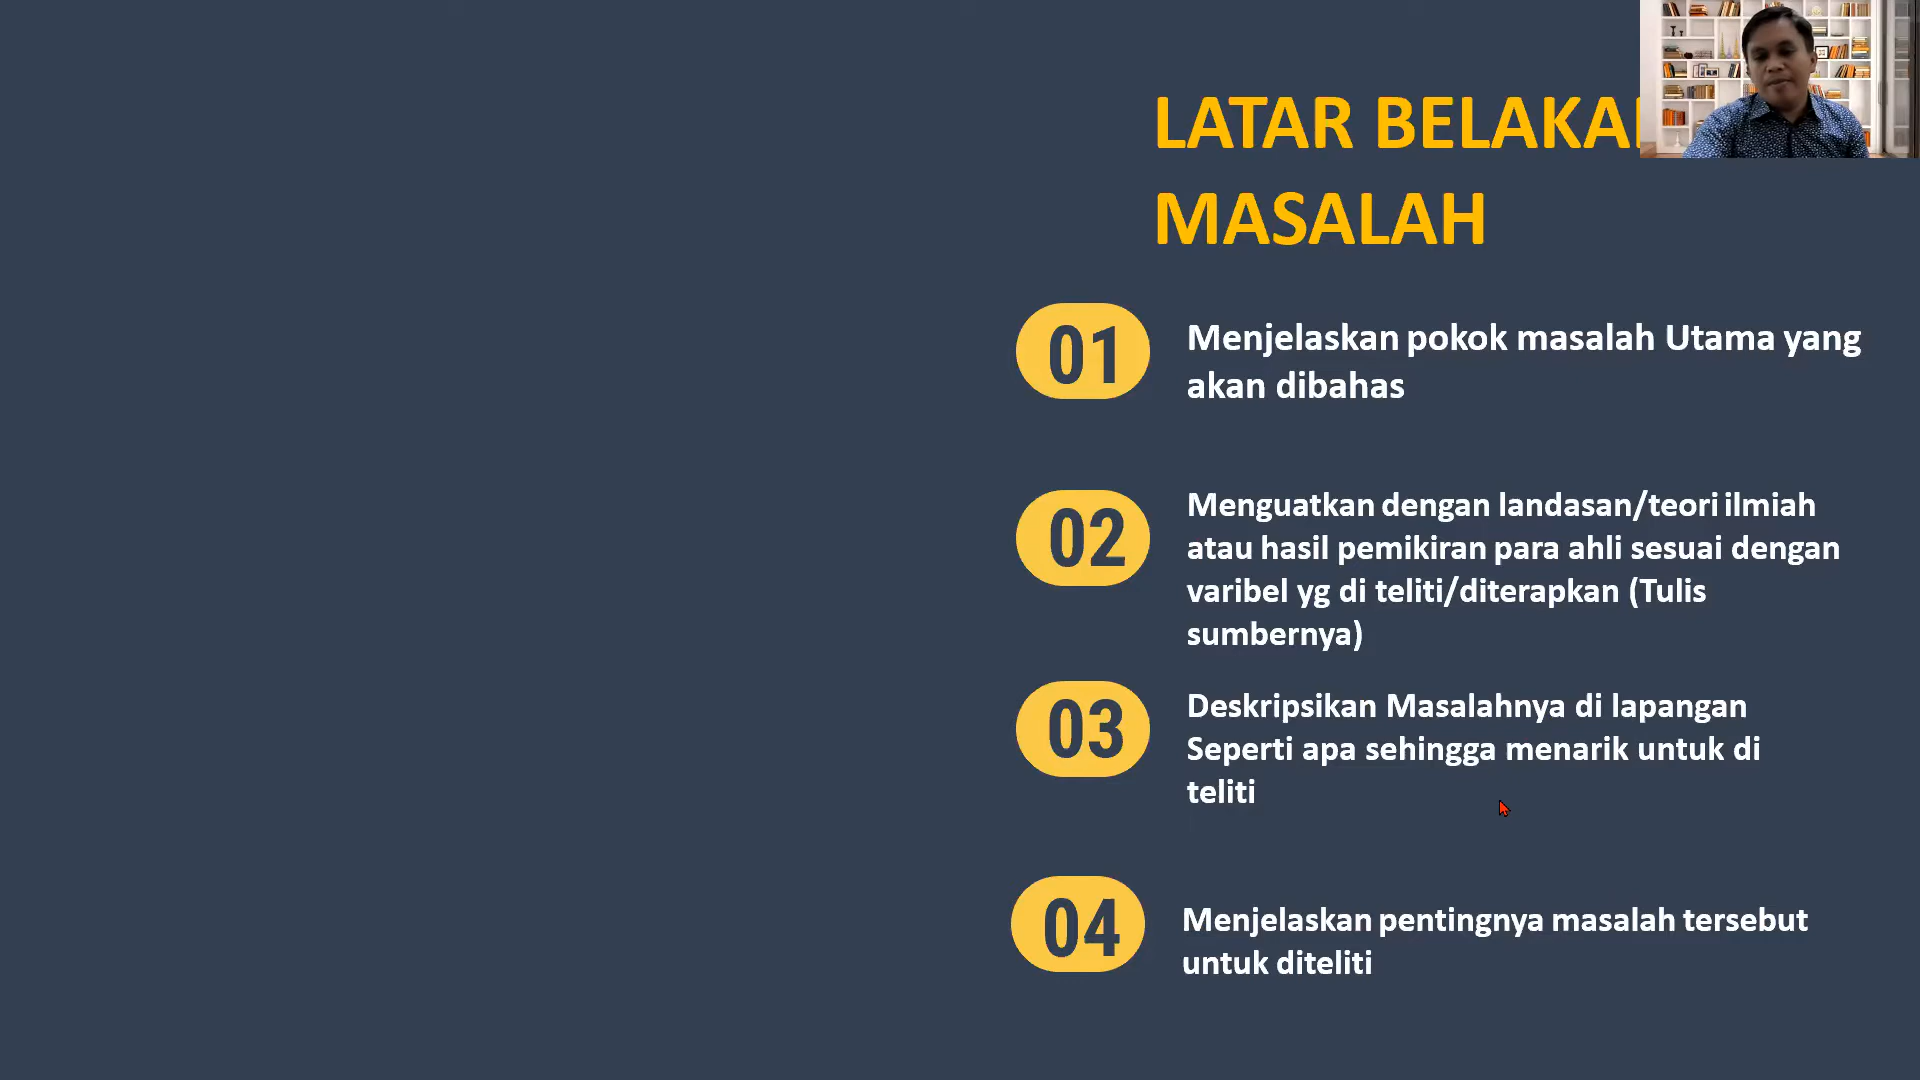 LATAR BELAKA
MASALAH
01
Menjelaskan pokok masalah Utama yang
akan dibahas
02
Menguatkan dengan landasan/teori ilmiah
atau hasil pemikiran para ahli sesuai dengan
varibel yg di teliti/diterapkan (Tulis
sumbernya)
03
Deskripsikan Masalahnya di lapangan
Seperti apa sehingga menarik untuk di
teliti
04
Menjelaskan pentingnya masalah tersebut
untuk diteliti